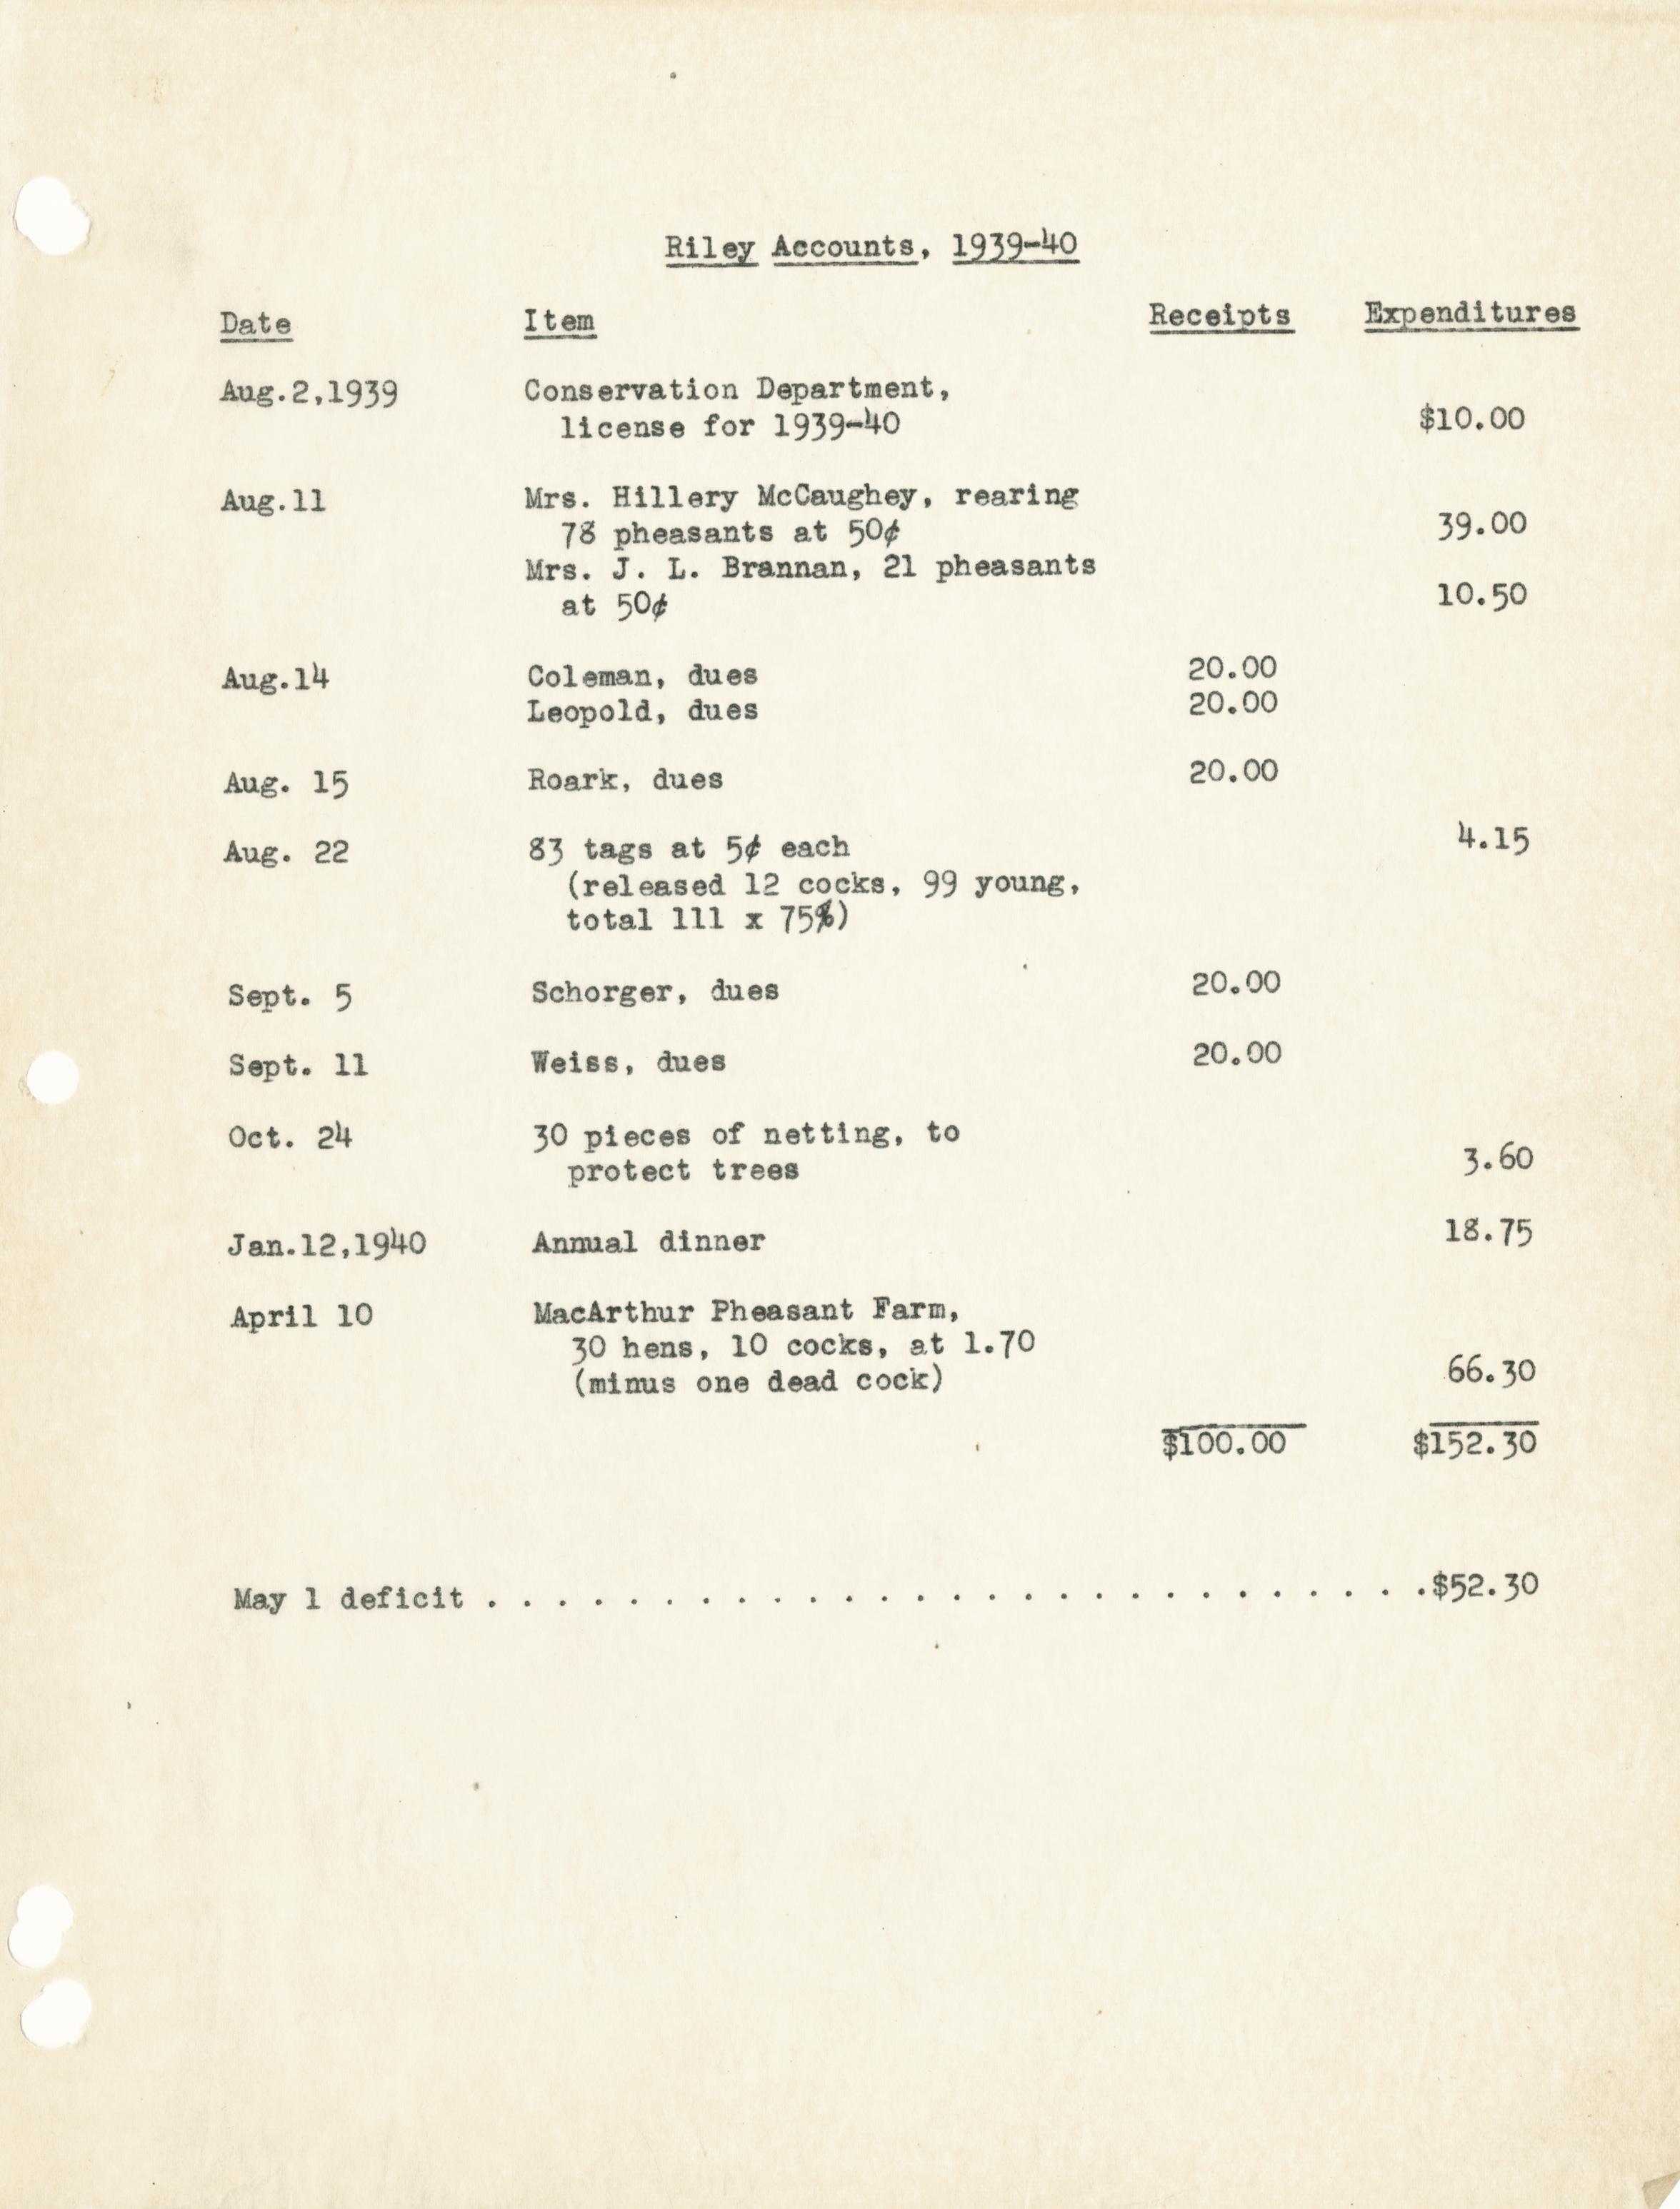 Riley Accounts, 1939-40
Date Item Receipts Expenditures
Aug.2,1939 Conservation Department,
license for 1939-40 $10.00
Aug.11 Mrs. Hillery McCaughey, rearing
78 pheasants at 50¢ 39.00
Mrs. J. L. Brannan, 21 pheasants
at 50¢ 10.50
Aug.14 Coleman, dues 20.00
Leopold, dues 20.00
Aug. 15 Roark, dues 20.00
Aug. 22 83 tags at 5¢ each 4.15
(released 12 cocks, 99 young,
total 111 x 75%)
Sept. 5 Schorger, dues 20.00
Sept. 11 Weiss, dues 20.00
Oct. 24 30 pieces of netting, to
protect trees 3.60
Jan.12,1940 Annual dinner 18.75
April 10 MacArthur Pheasant Farm,
30 hens, 10 cocks, at 1.70
(minus one dead cock) 66.30
$100.00 $152.30
May 1 deficit . . . . . . . . . . . . . . . . . . . . . . . . . . .$52.30